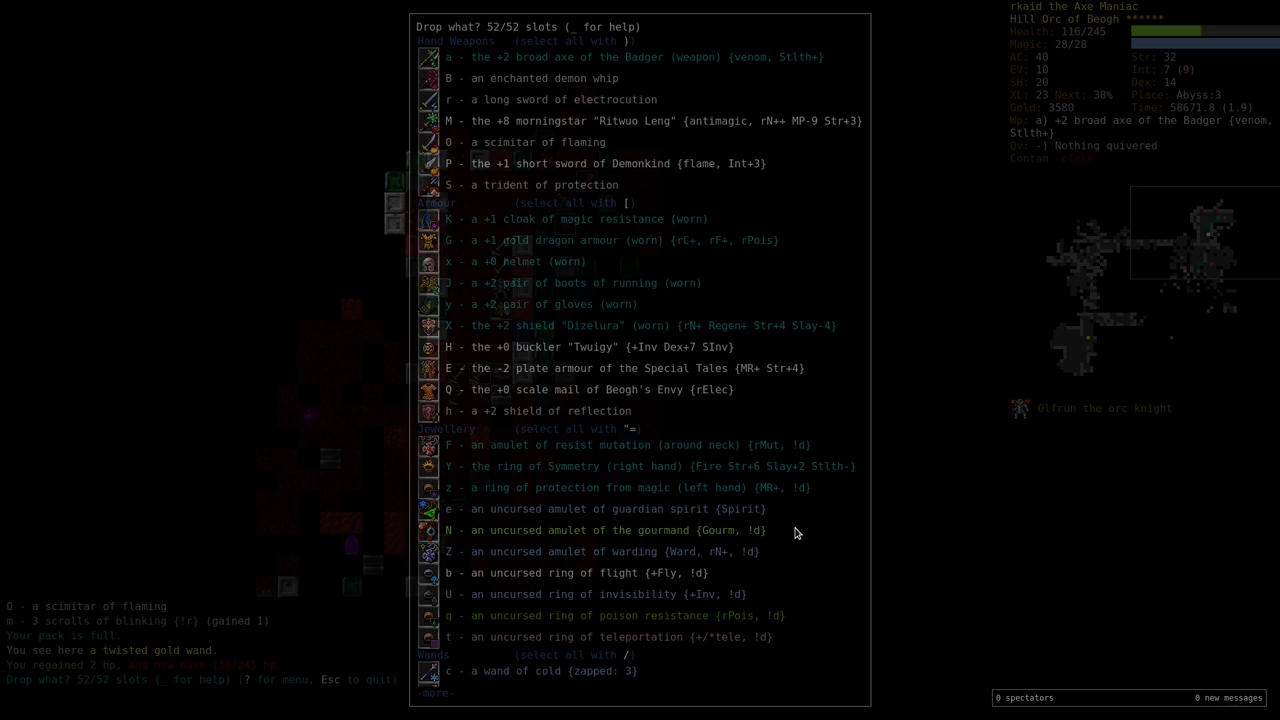 Drop what? 52/52 slots (_ for help)
Hand Weapons (select all with ))
a - the +2 broad axe of the Badger (weapon) {venom, Stlth+}
B - an enchanted demon whip
r - a long sword of electrocution
M - the +8 morningstar "Ritwuo Leng" {antimagic, rN++ MP-9 Str+3}
O - a scimitar of flaming
P - the +1 short sword of Demonkind {flame, Int+3}
S - a trident of protection
Armour (select all with [)
K - a +1 cloak of magic resistance (worn)
G - a +1 gold dragon armour (worn) {rC+, rF+, rPois}
x - a +0 helmet (worn)
J - a +2 pair of boots of running (worn)
y - a +2 pair of gloves (worn)
X - the +2 shield "Dizelura" (worn) {rN+ Regen+ Str+4 Slay-4}
H - the +0 buckler "Twuigy" {+Inv Dex+7 SInv}
E - the -2 plate armour of the Special Tales {MR+ Str+4}
Q - the +0 scale mail of Beogh's Envy {rElec}
h - a +2 shield of reflection
Jewellery (select all with "=)
F - an amulet of resist mutation (around neck) {rMut, !d}
Y - the ring of Symmetry (right hand) {Fire Str+6 Slay+2 Stlth-}
z - a ring of protection from magic (left hand) {MR+, !d}
e - an uncursed amulet of guardian spirit {Spirit}
N - an uncursed amulet of the gourmand {Gourm, !d}
Z - an uncursed amulet of warding {Ward, rN+, !d}
b - an uncursed ring of flight {+Fly, !d}
U - an uncursed ring of invisibility {+Inv, !d}
q - an uncursed ring of poison resistance {rPois, !d}
t - an uncursed ring of teleportation {+/*tele, !d}
Wands (select all with /)
c - a wand of cold {zapped: 3}
-more-
rkaid the Axe Maniac
Hill Orc of Beogh ******
Health: 116/245
Magic: 28/28
AC: 40 Str: 32
EV: 10 Int: 7 (9)
SH: 20 Dex: 14
XL: 23 Next: 38% Place: Abyss:3
Gold: 3580 Time: 58671.8 (1.9)
Wp: a) +2 broad axe of the Badger {venom,
Stlth+}
Qv: -) Nothing quivered
Contam -clou
Olfrun the orc knight
O - a scimitar of flaming
m - 3 scrolls of blinking {!r} (gained 1)
Your pack is full.
You see here a twisted gold wand.
You regained 2 hp, and now have 116/245 hp.
Drop what? 52/52 slots (_ for help) (? for menu, Esc to quit)
0 spectators 0 new messages